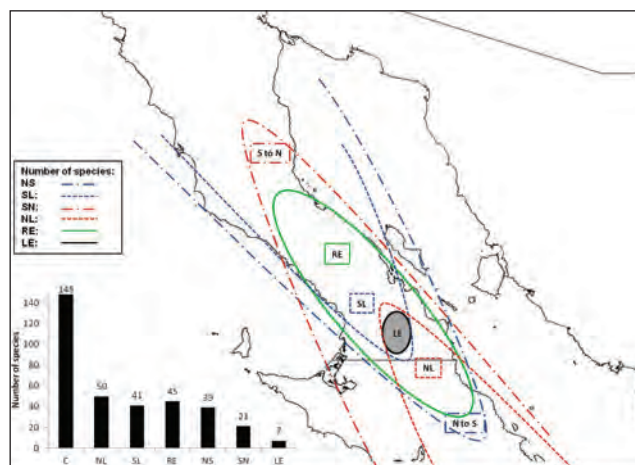 S to N
Number of species:
NS
SL:
SN:
NL:
RE:
LE:
RE
SL
LE
NL
N to S
Number of species
140
120
100
80
60
40
20
0
148
50
41
45
39
21
7
C
NL
SL
RE
NS
SN
LE